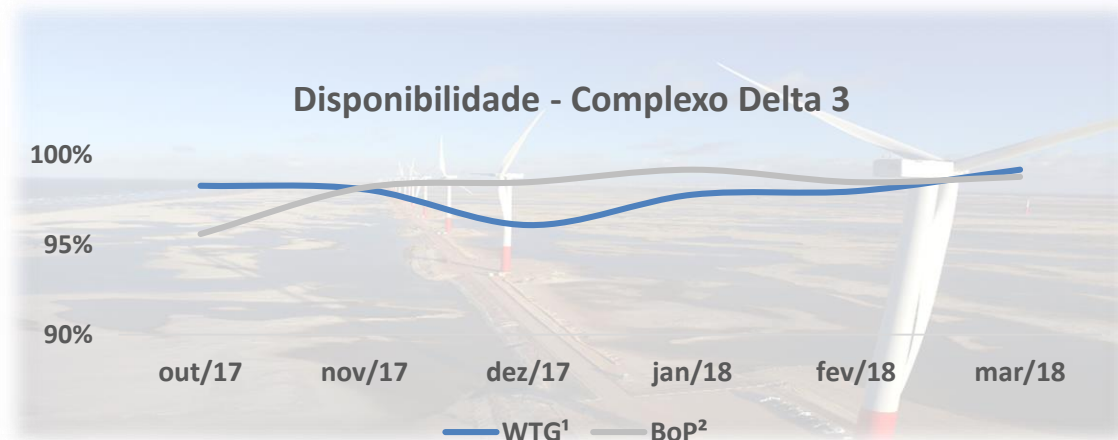 Disponibilidade - Complexo Delta 3
100%
95%
90%
out/17 nov/17 dez/17 jan/18 fev/18 mar/18
WTG¹ BoP²